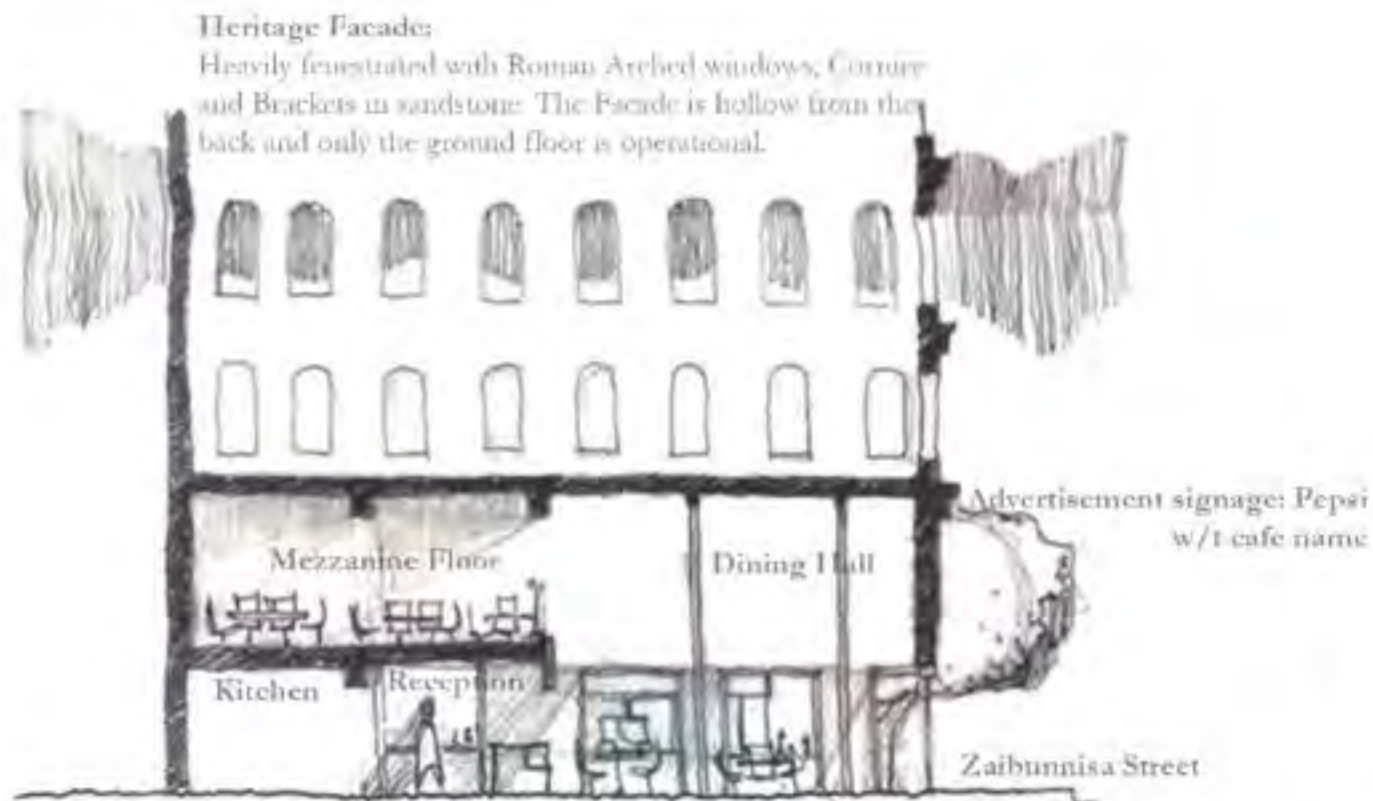 Heritage Facade:
Heavily fenestrated with Roman Arched windows, Cornice
and Brackets in sandstone. The Facade is hollow from the
back and only the ground floor is operational.
Advertisement signage: Pepsi
w/t cafe name
Mezzanine Floor
Dining Hall
Kitchen
Reception
Zaibunnisa Street